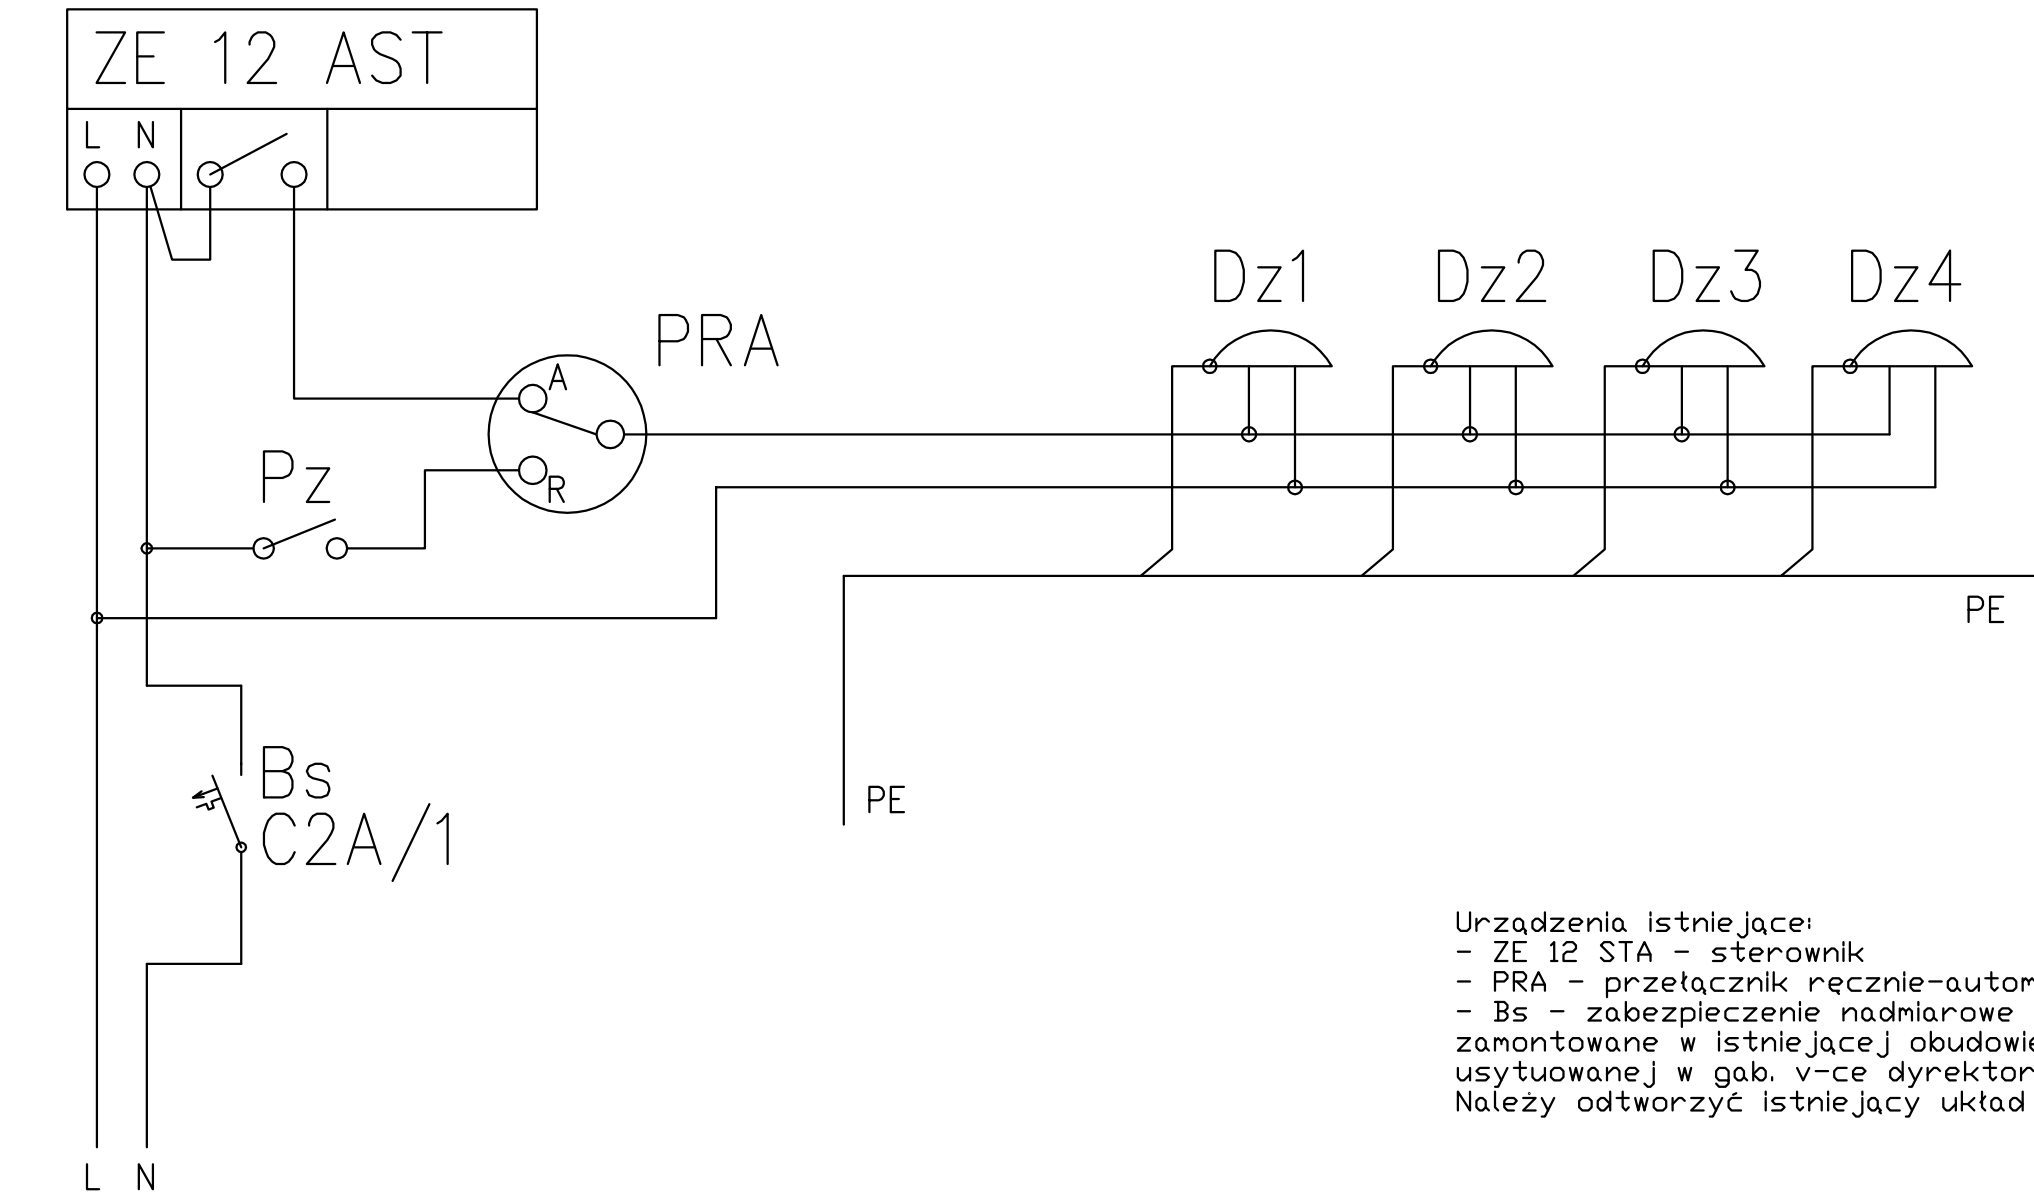 ZE 12 AST
L N
Dz1 Dz2 Dz3 Dz4
PRA
A
Pz
R
PE
Bs
PE
C2A/1
Urządzenia istniejące:
- ZE 12 STA - sterownik
- PRA - przełącznik ręcznie-autom
- Bs - zabezpieczenie nadmiarowe
zamontowane w istniejącej obudowie
usytuowanej w gab. v-ce dyrektor
Należy odtworzyć istniejący układ
L N